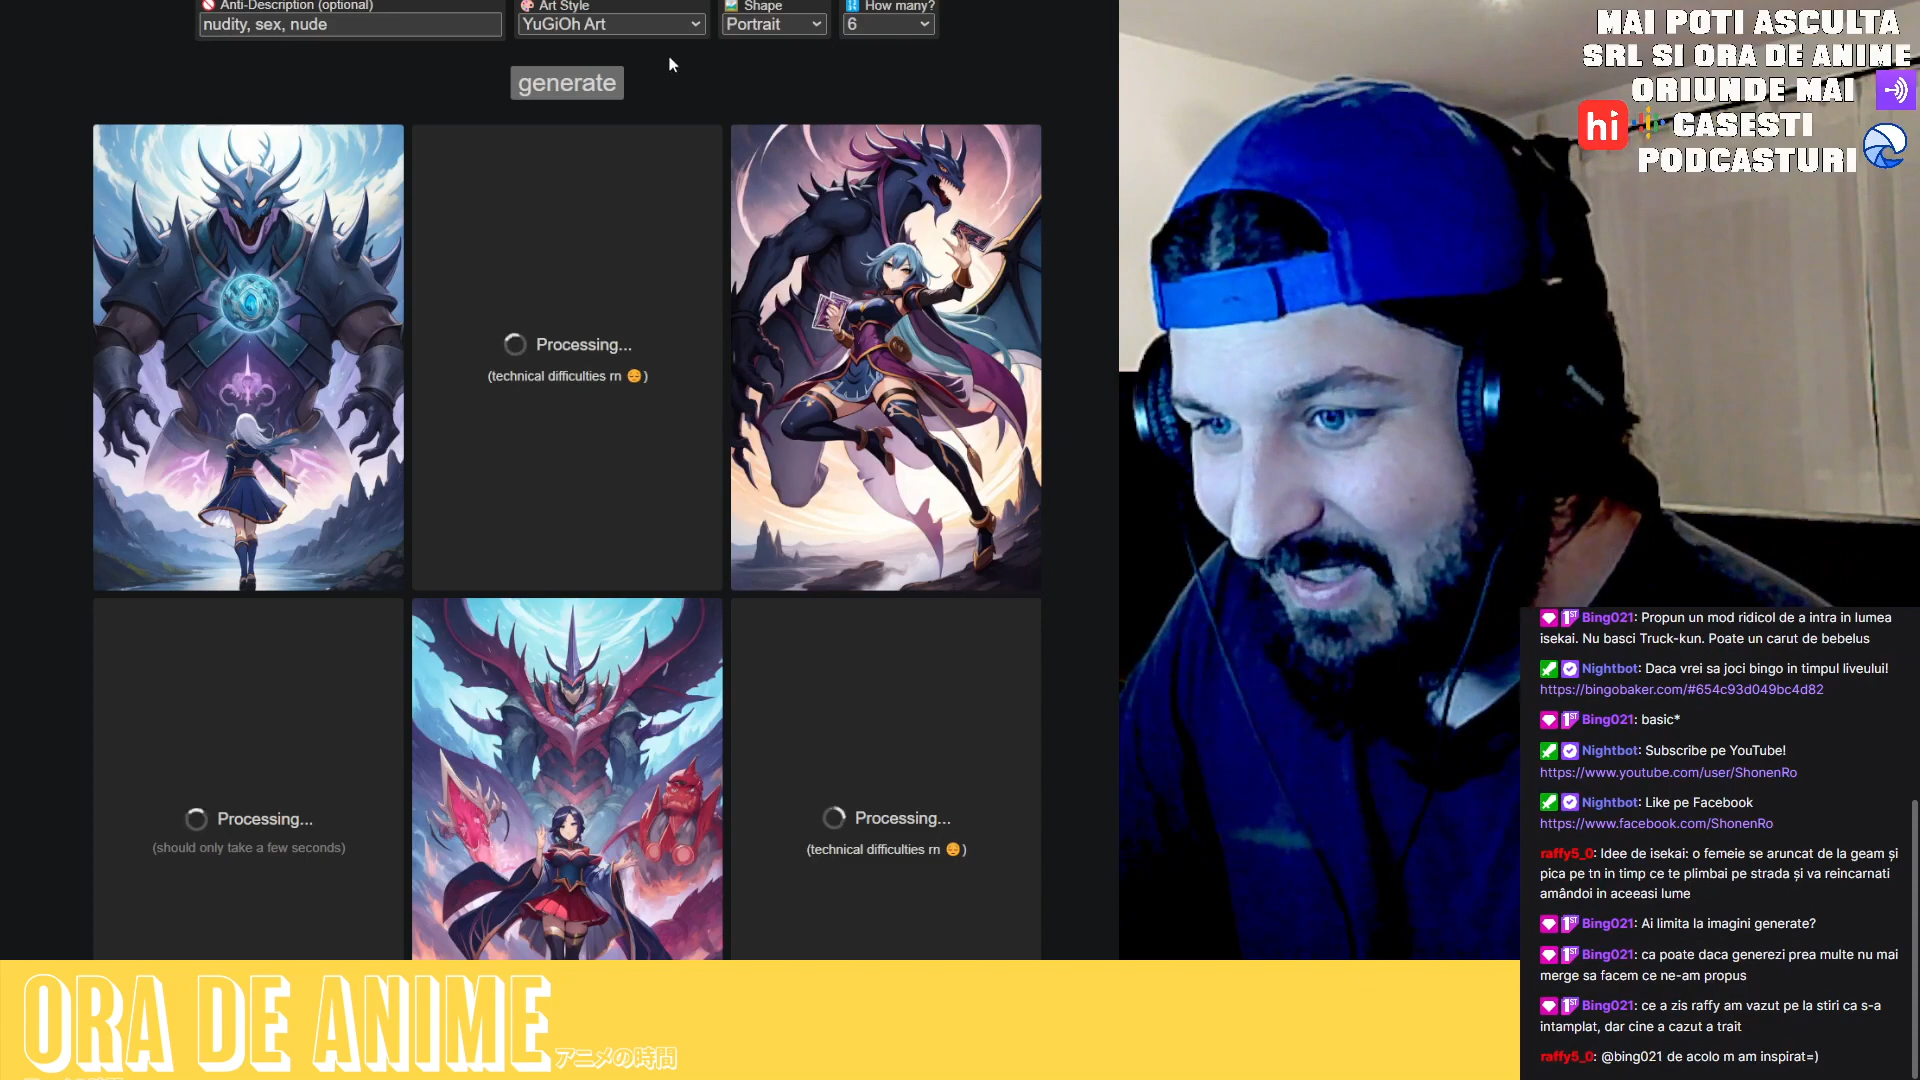 Anti-Description (optional)
nudity, sex, nude
Art Style
YuGiOh Art
Shape
Portrait
How many?
6
generate
Processing...
(technical difficulties rn 😔)
Processing...
(should only take a few seconds)
Processing...
(technical difficulties rn 😔)
MAI POTI ASCULTA
SRL SI ORA DE ANIME
ORIUNDE MAI
hi GASESTI
PODCASTURI
Bing021: Propun un mod ridicol de a intra in lumea
isekai. Nu basci Truck-kun. Poate un carut de bebelus
Nightbot: Daca vrei sa joci bingo in timpul liveului!
https://bingobaker.com/#654c93d049bc4d82
Bing021: basic*
Nightbot: Subscribe pe YouTube!
https://www.youtube.com/user/ShonenRo
Nightbot: Like pe Facebook
https://www.facebook.com/ShonenRo
raffy5_0: Idee de isekai: o femeie se aruncat de la geam și
pica pe tn in timp ce te plimbai pe strada și va reincarnati
amândoi in aceeasi lume
Bing021: Ai limita la imagini generate?
Bing021: ca poate daca generezi prea multe nu mai
merge sa facem ce ne-am propus
Bing021: ce a zis raffy am vazut pe la stiri ca s-a
intamplat, dar cine a cazut a trait
raffy5_0: @bing021 de acolo m am inspirat=)
ORA DE ANIME
アニメの時間